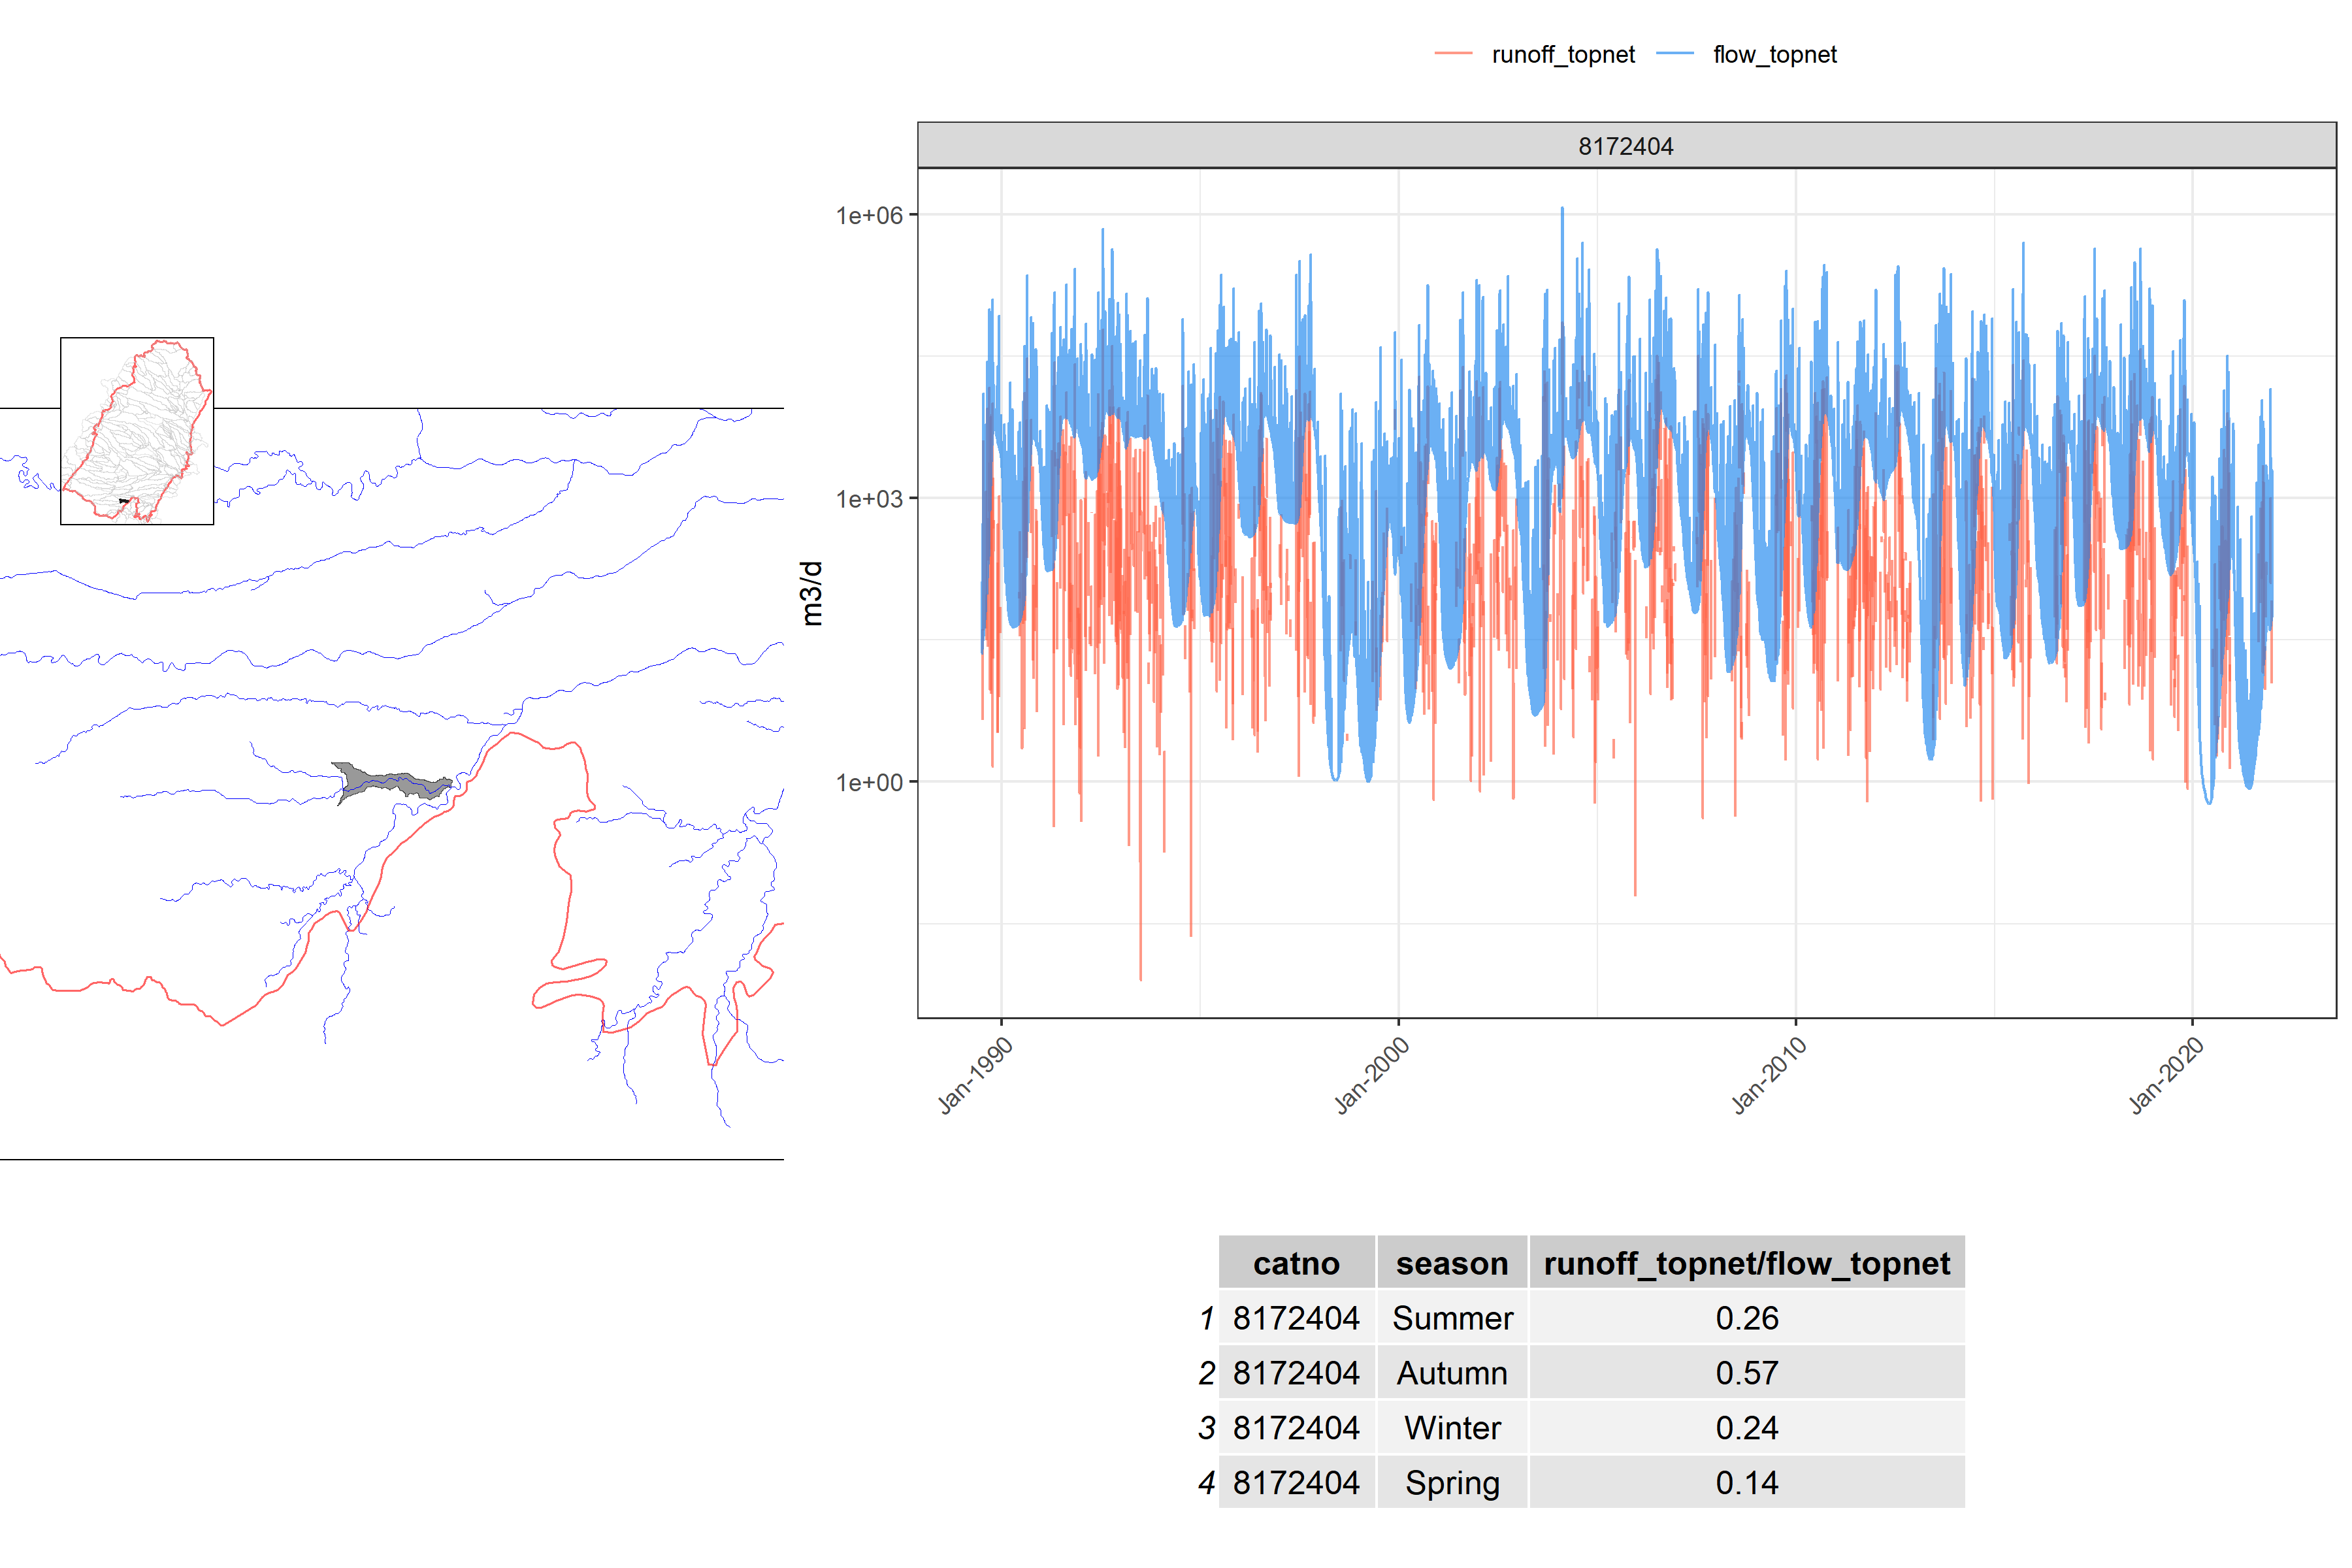 runoff_topnet flow_topnet
8172404
1e+06
1e+03
1e+00
m3/d
Jan-1990 Jan-2000 Jan-2010 Jan-2020
catno season runoff_topnet/flow_topnet
1 8172404 Summer 0.26
2 8172404 Autumn 0.57
3 8172404 Winter 0.24
4 8172404 Spring 0.14